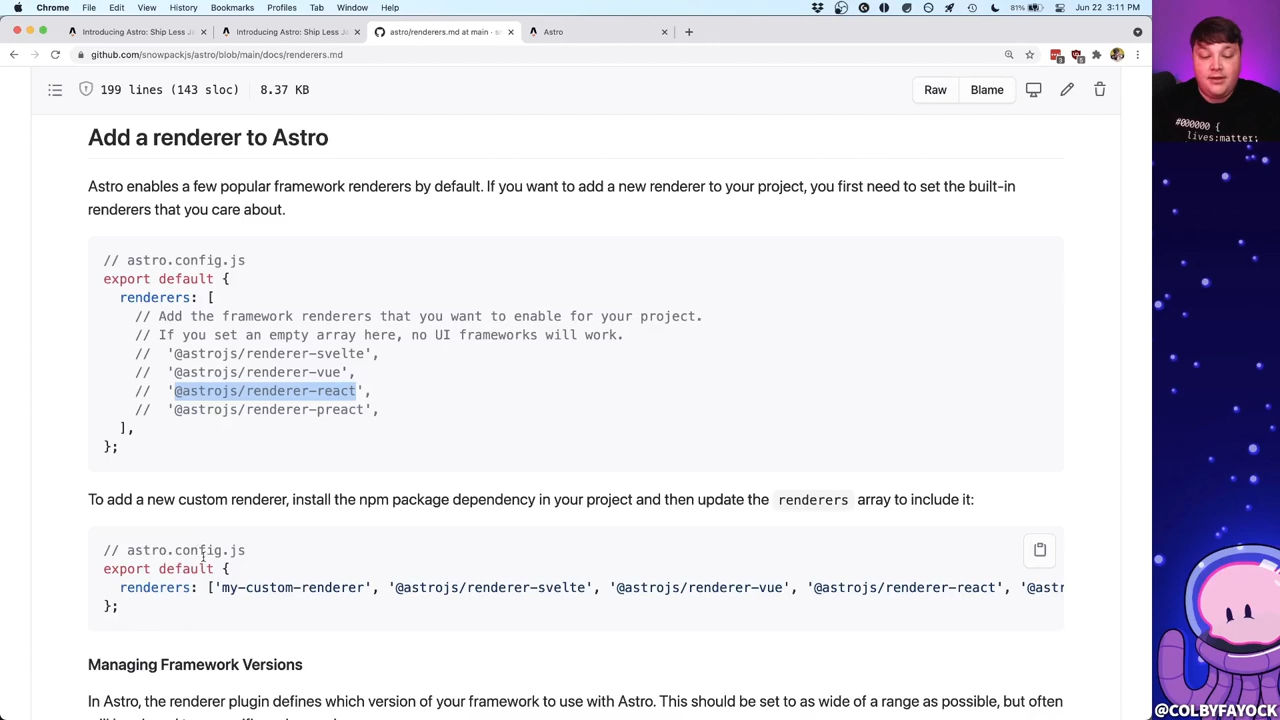 Chrome File Edit View History Bookmarks Profiles Tab Window Help 81% Jun 22 3:11 PM
Introducing Astro: Ship Less Ja
Introducing Astro: Ship Less Ja
astro/renderers.md at main · sn
Astro
github.com/snowpackjs/astro/blob/main/docs/renderers.md
199 lines (143 sloc) 8.37 KB
Raw Blame
Add a renderer to Astro
Astro enables a few popular framework renderers by default. If you want to add a new renderer to your project, you first need to set the built-in
renderers that you care about.
// astro.config.js
export default {
renderers: [
// Add the framework renderers that you want to enable for your project.
// If you set an empty array here, no UI frameworks will work.
// '@astrojs/renderer-svelte',
// '@astrojs/renderer-vue',
// '@astrojs/renderer-react',
// '@astrojs/renderer-preact',
],
};
To add a new custom renderer, install the npm package dependency in your project and then update the renderers array to include it:
// astro.config.js
export default {
renderers: ['my-custom-renderer', '@astrojs/renderer-svelte', '@astrojs/renderer-vue', '@astrojs/renderer-react', '@astr
};
Managing Framework Versions
In Astro, the renderer plugin defines which version of your framework to use with Astro. This should be set to as wide of a range as possible, but often
#000000 {
lives:matter;
@COLBYFAYOCK